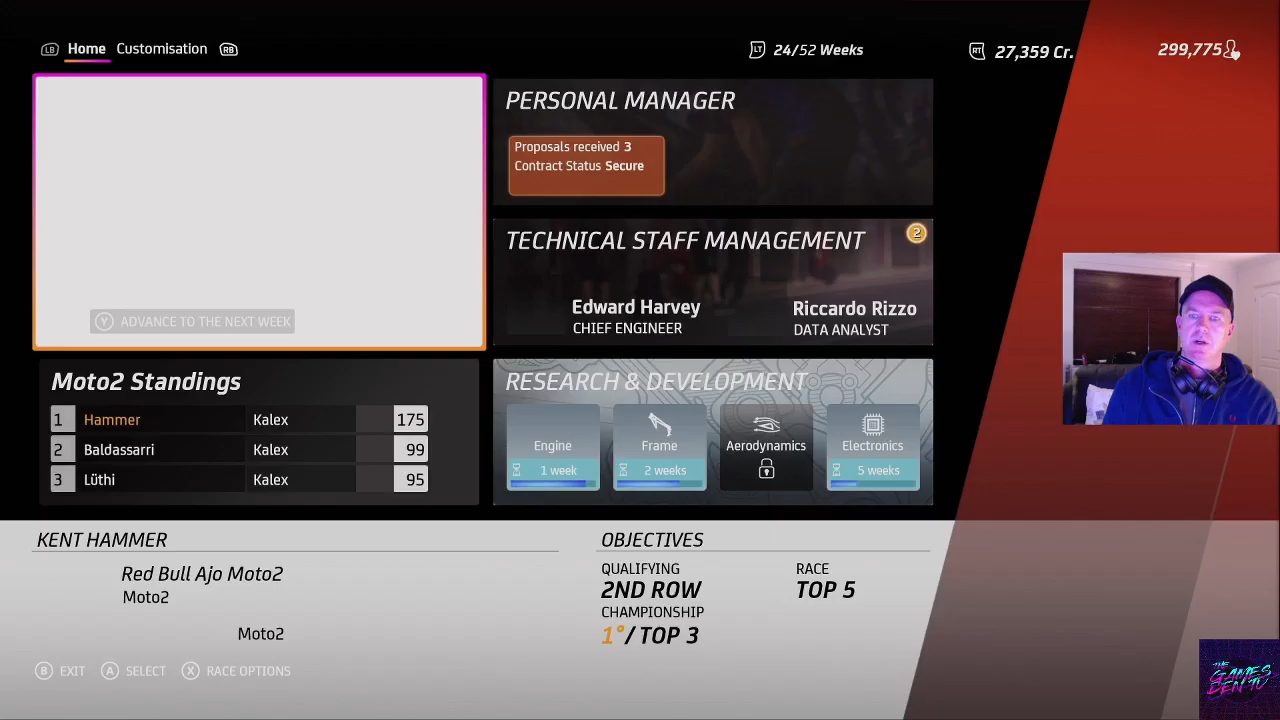 LB Home Customisation RB
LT 24/52 Weeks
RT 27,359 Cr.
299,775
PERSONAL MANAGER
Proposals received 3
Contract Status Secure
Y ADVANCE TO THE NEXT WEEK
TECHNICAL STAFF MANAGEMENT 2
Edward Harvey
CHIEF ENGINEER
Riccardo Rizzo
DATA ANALYST
Moto2 Standings
1 Hammer Kalex 175
2 Baldassarri Kalex 99
3 Lüthi Kalex 95
RESEARCH & DEVELOPMENT
Engine
1 week
Frame
2 weeks
Aerodynamics
Electronics
5 weeks
KENT HAMMER
Red Bull Ajo Moto2
Moto2
Moto2
OBJECTIVES
QUALIFYING
2ND ROW
RACE
TOP 5
CHAMPIONSHIP
1°/ TOP 3
B EXIT A SELECT X RACE OPTIONS
THE
GAMES
DEN TV